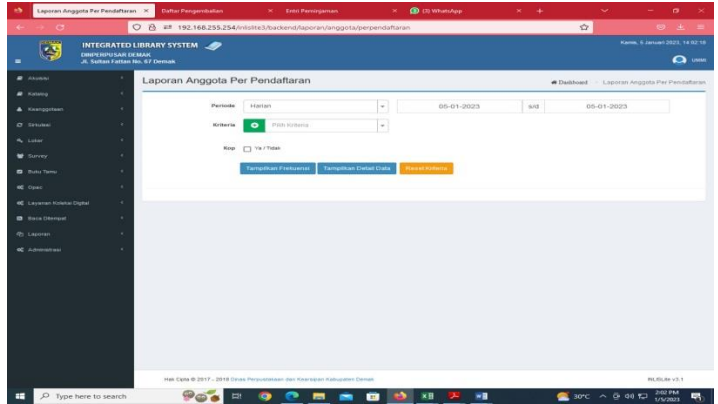 Laporan Anggota Per Pendaftaran
Daftar Pengembalian
Entri Peminjaman
(3) WhatsApp
192.168.255.254/inlislite3/backend/laporan/anggota/perpendaftaran
INTEGRATED LIBRARY SYSTEM
DINPERPUSAR DEMAK
Jl. Sultan Fattan No. 67 Demak
Kamis, 5 Januari 2023, 14:02:18
Akuisisi
Katalog
Keanggotaan
Sirkulasi
Loker
Survey
Buku Tamu
Opac
Layanan Koleksi Digital
Baca Ditempat
Laporan
Administrasi
Laporan Anggota Per Pendaftaran
Dashboard
Laporan Anggota Per Pendaftaran
Periode
Harian
05-01-2023
s/d
05-01-2023
Kriteria
Pilih Kriteria
Kop
Ya / Tidak
Tampilkan Frekuensi
Tampilkan Detail Data
Reset Kriteria
Hak Cipta © 2017 - 2018 Dinas Perpustakaan dan Kearsipan Kabupaten Demak
INLISLite v3.1
Type here to search
30°C
2:02 PM
1/5/2023